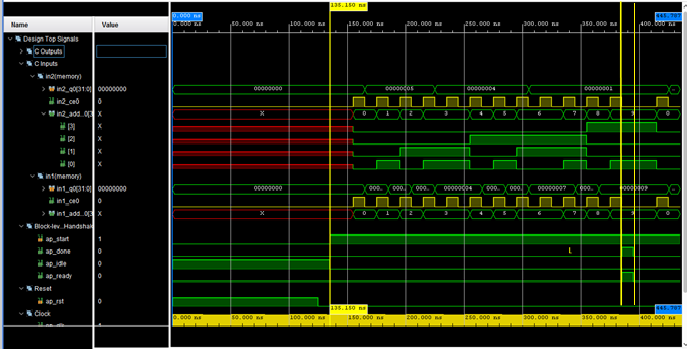 135.150 ns
Name Value 0.000 ns 445.787
0.000 ns 50.000 ns 100.000 ns 150.000 ns 200.000 ns 250.000 ns 300.000 ns 350.000 ns 400.000 ns
Design Top Signals
C Outputs
C Inputs
in2(memory)
in2_q0[31:0] 00000000 00000000 00000005 00000004 00000001
in2_ce0 0
in2_add...0[3 X X 0 1 2 3 4 5 6 7 8 9 0
[3] X
[2] X
[1] X
[0] X
in1(memory)
in1_q0[31:0] 00000000 00000000 000... 000... 000... 00000004 000... 000... 00000007 000...
in1_ce0 0
in1_add...0[3 X X 0 1 2 3 4 5 6 7 8 9 0
Block-lev...Handshak
ap_start 1
ap_done 0
ap_idle 0
ap_ready 0
Reset
ap_rst 0
Clock
135.150 ns 445.787
0.000 ns 50.000 ns 100.000 ns 150.000 ns 200.000 ns 250.000 ns 300.000 ns 350.000 ns 400.000 ns